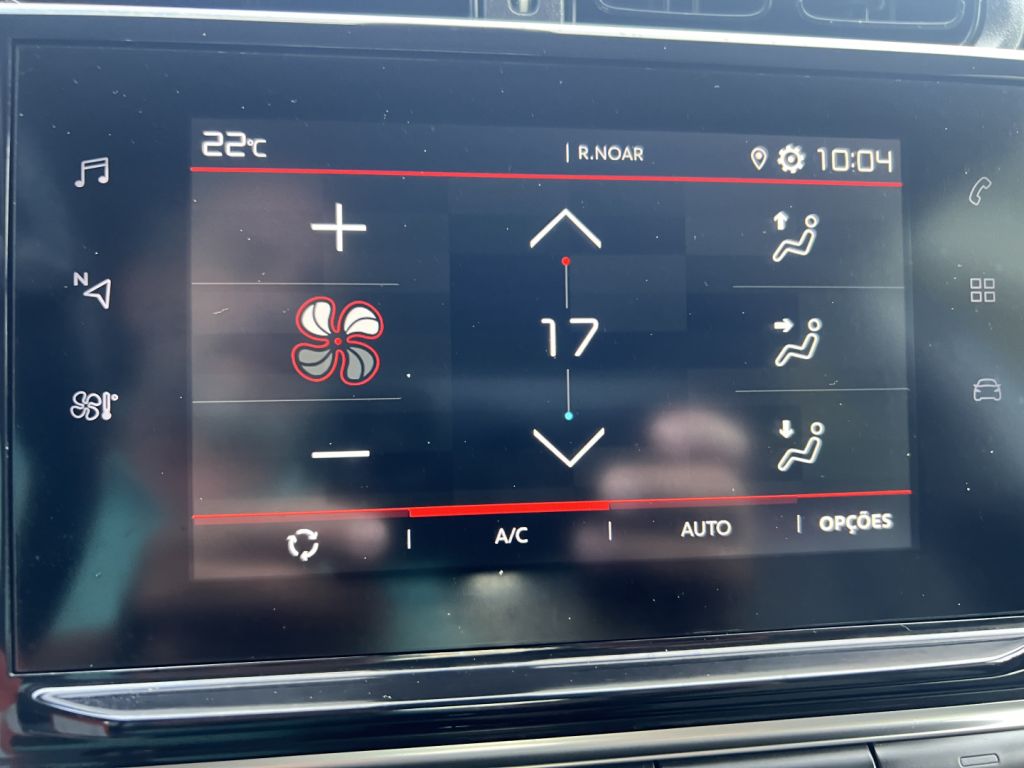 22°C
R.NOAR
10:04
N
17
A/C
AUTO
OPÇÕES